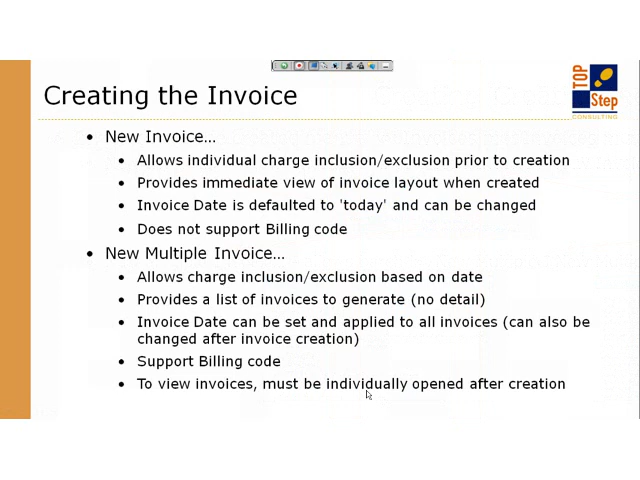 Creating the Invoice
TOP
Step
CONSULTING
• New Invoice…
• Allows individual charge inclusion/exclusion prior to creation
• Provides immediate view of invoice layout when created
• Invoice Date is defaulted to 'today' and can be changed
• Does not support Billing code
• New Multiple Invoice…
• Allows charge inclusion/exclusion based on date
• Provides a list of invoices to generate (no detail)
• Invoice Date can be set and applied to all invoices (can also be
changed after invoice creation)
• Support Billing code
• To view invoices, must be individually opened after creation